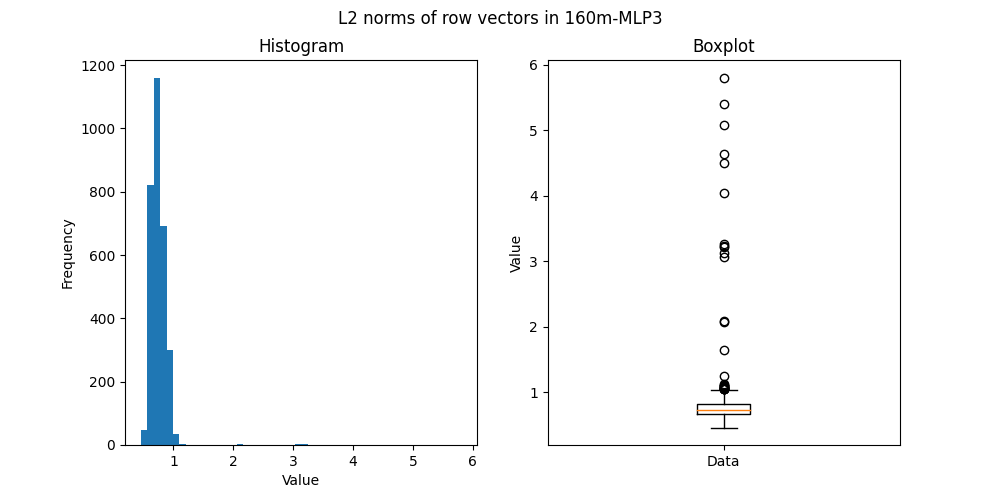 L2 norms of row vectors in 160m-MLP3
Histogram
1200
1000
800
600
400
200
0
Frequency
1 2 3 4 5 6
Value
Boxplot
6
5
4
3
2
1
Value
Data